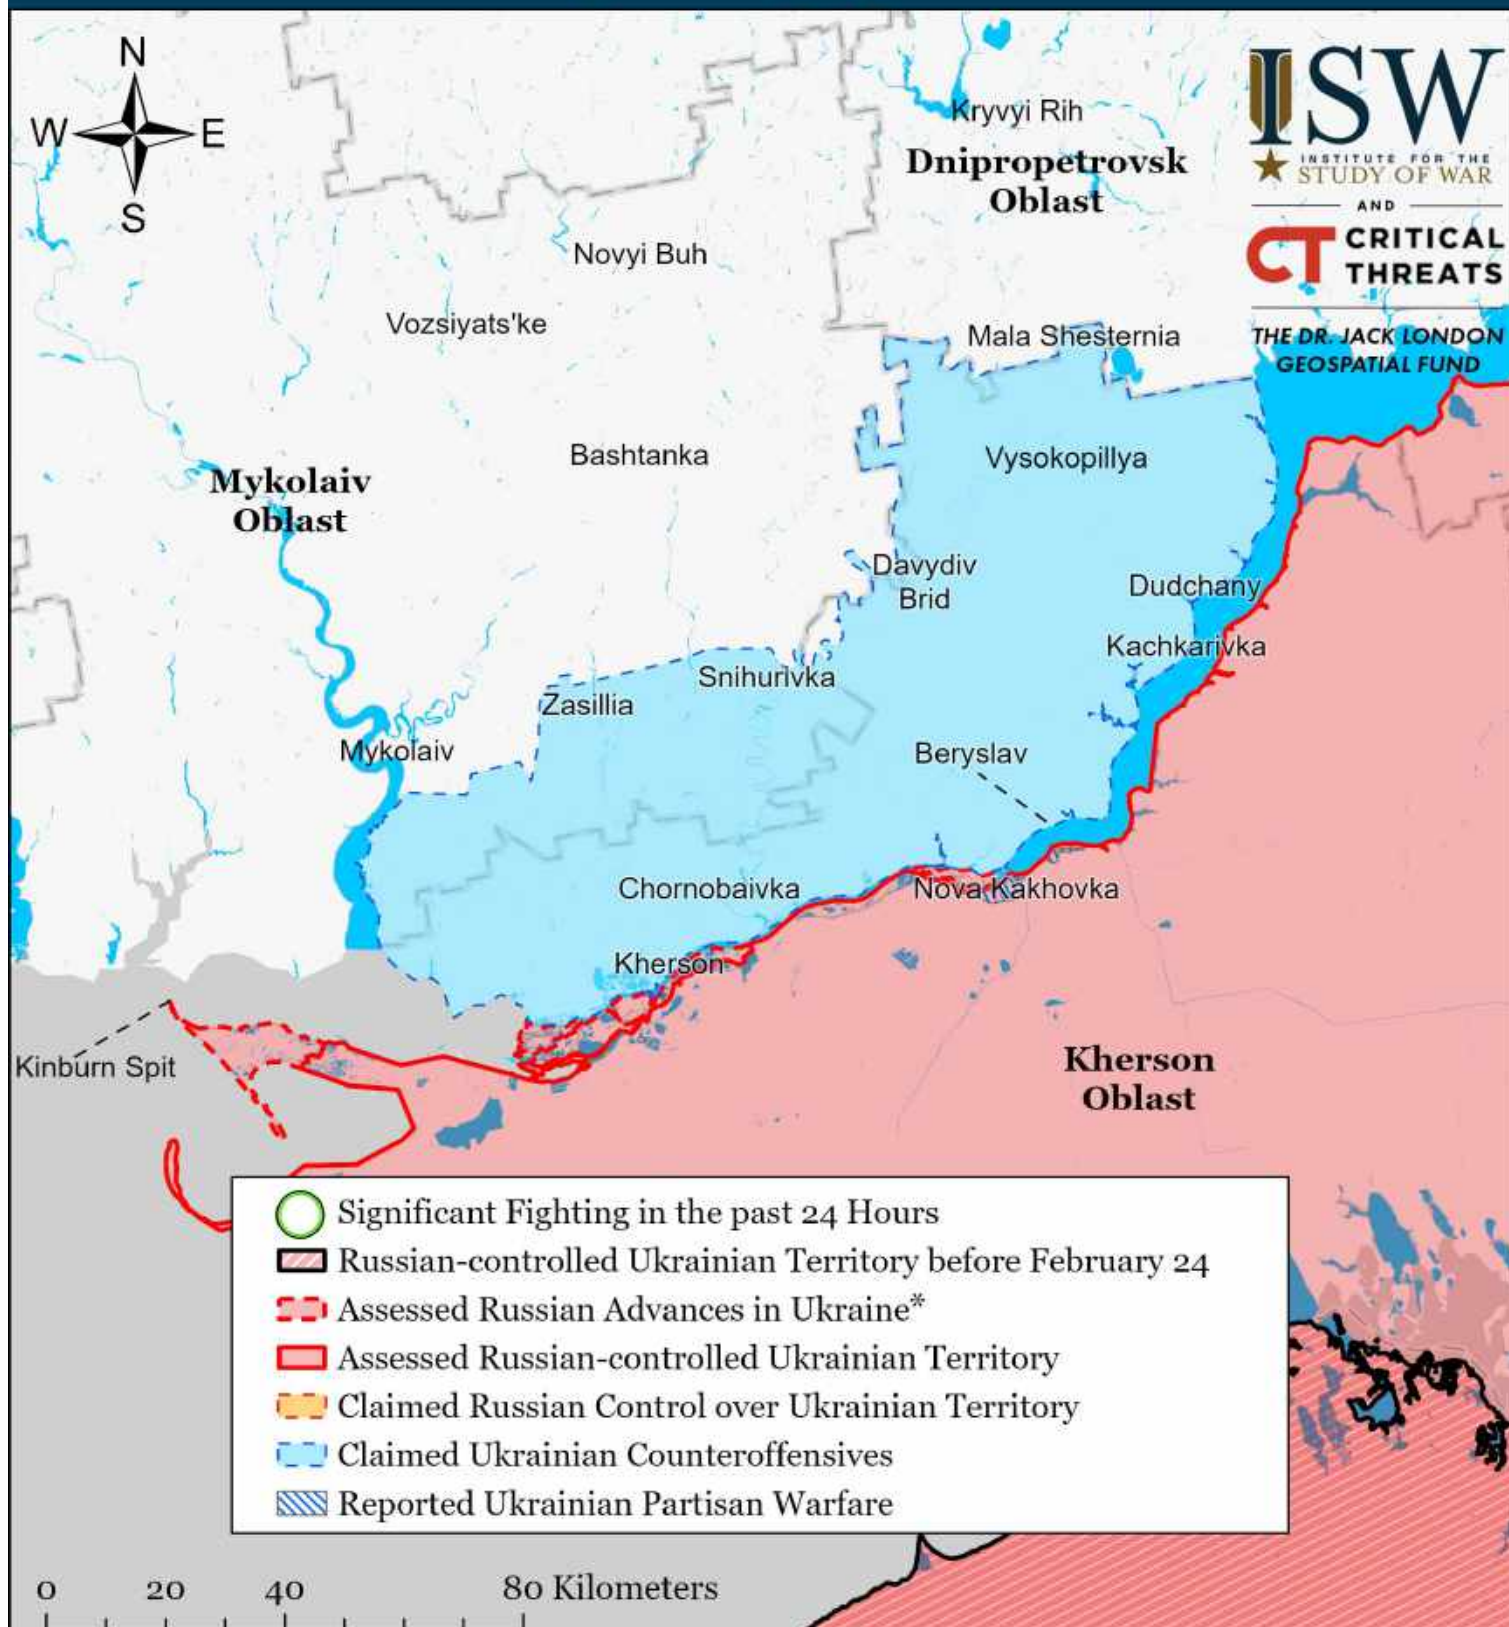 N
W
E
S
ISW
INSTITUTE FOR THE
STUDY OF WAR
AND
CT CRITICAL
THREATS
THE DR. JACK LONDON
GEOSPATIAL FUND
Kryvyi Rih
Dnipropetrovsk
Oblast
Novyi Buh
Vozsiyats'ke
Mala Shesternia
Bashtanka
Vysokopillya
Mykolaiv
Oblast
Davydiv
Brid
Dudchany
Kachkarivka
Snihurivka
Zasillia
Mykolaiv
Beryslav
Chornobaivka
Nova Kakhovka
Kherson
Kinburn Spit
Kherson
Oblast
Significant Fighting in the past 24 Hours
Russian-controlled Ukrainian Territory before February 24
Assessed Russian Advances in Ukraine*
Assessed Russian-controlled Ukrainian Territory
Claimed Russian Control over Ukrainian Territory
Claimed Ukrainian Counteroffensives
Reported Ukrainian Partisan Warfare
0 20 40 80 Kilometers